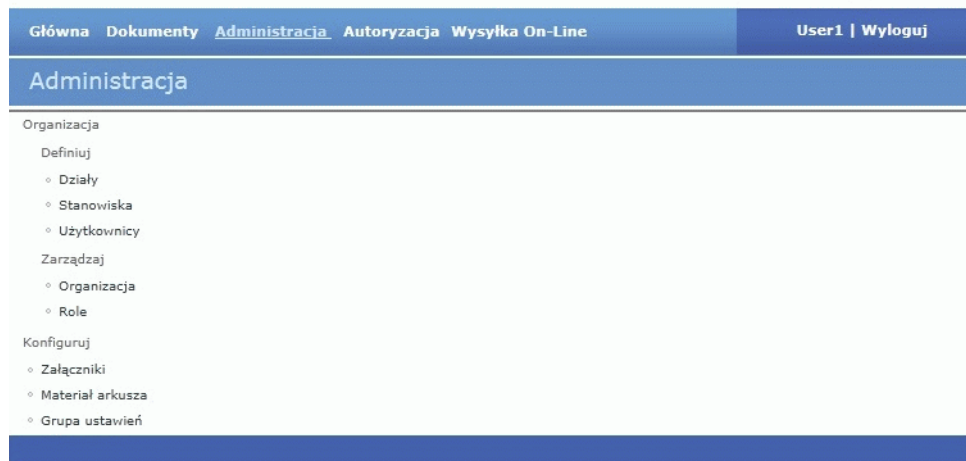 Główna Dokumenty Administracja Autoryzacja Wysyłka On-Line User1 | Wyloguj
Administracja
Organizacja
Definiuj
Działy
Stanowiska
Użytkownicy
Zarządzaj
Organizacja
Role
Konfiguruj
Załączniki
Materiał arkusza
Grupa ustawień